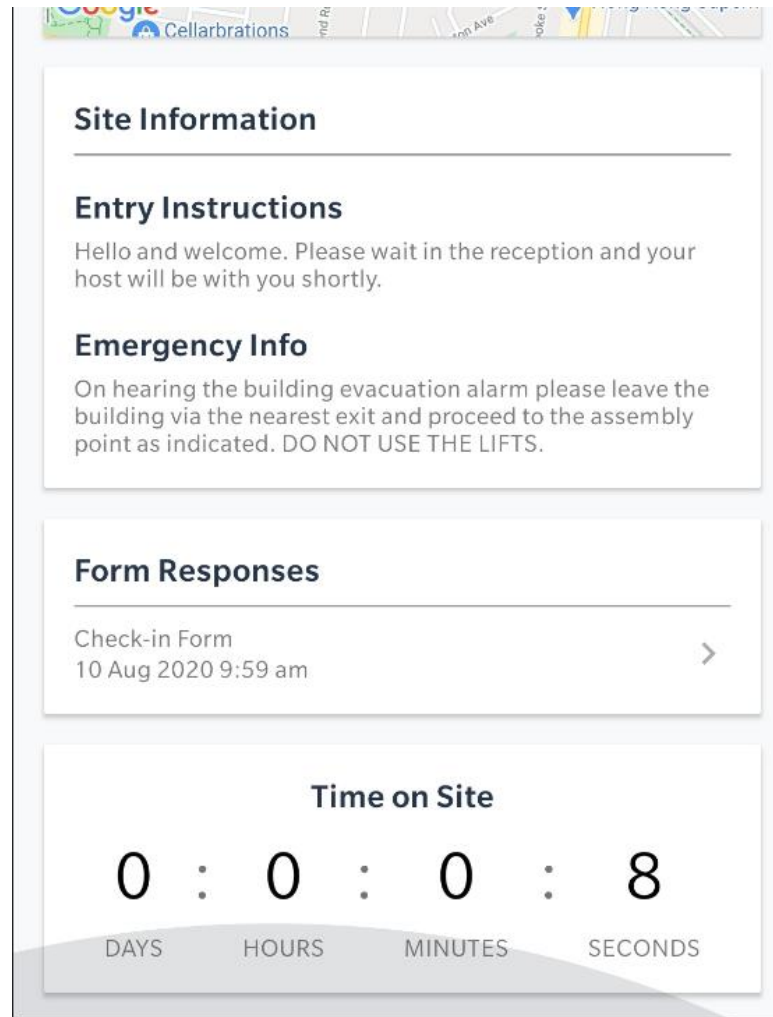 Google
Cellarbrations
Site Information
Entry Instructions
Hello and welcome. Please wait in the reception and your
host will be with you shortly.
Emergency Info
On hearing the building evacuation alarm please leave the
building via the nearest exit and proceed to the assembly
point as indicated. DO NOT USE THE LIFTS.
Form Responses
Check-in Form
10 Aug 2020 9:59 am
Time on Site
0 : 0 : 0 : 8
DAYS HOURS MINUTES SECONDS